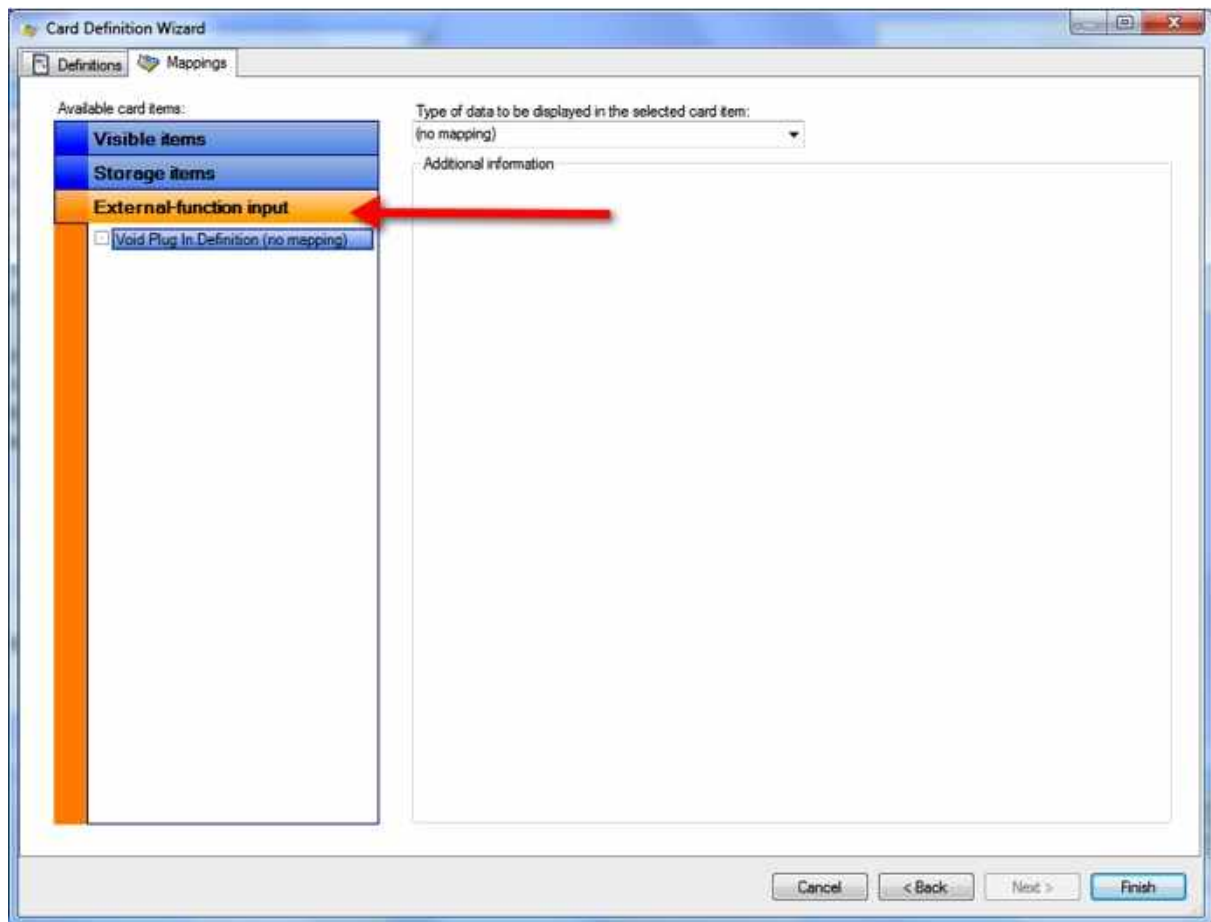 Card Definition Wizard
Definitions
Mappings
Available card items:
Type of data to be displayed in the selected card item:
Visible items
(no mapping)
Storage items
Additional information
External-function input
Void Plug In Definition (no mapping)
Cancel
< Back
Next >
Finish